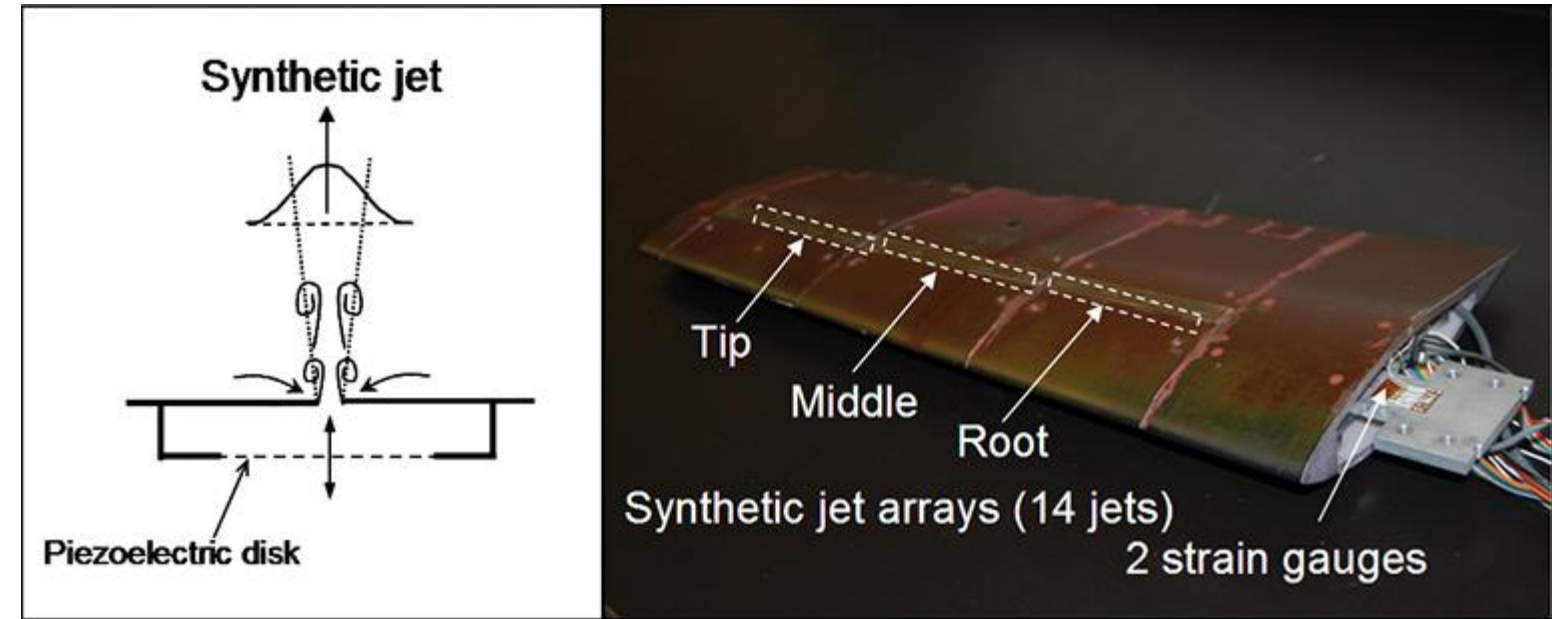 Synthetic jet
Piezoelectric disk
Tip
Middle
Root
Synthetic jet arrays (14 jets)
2 strain gauges